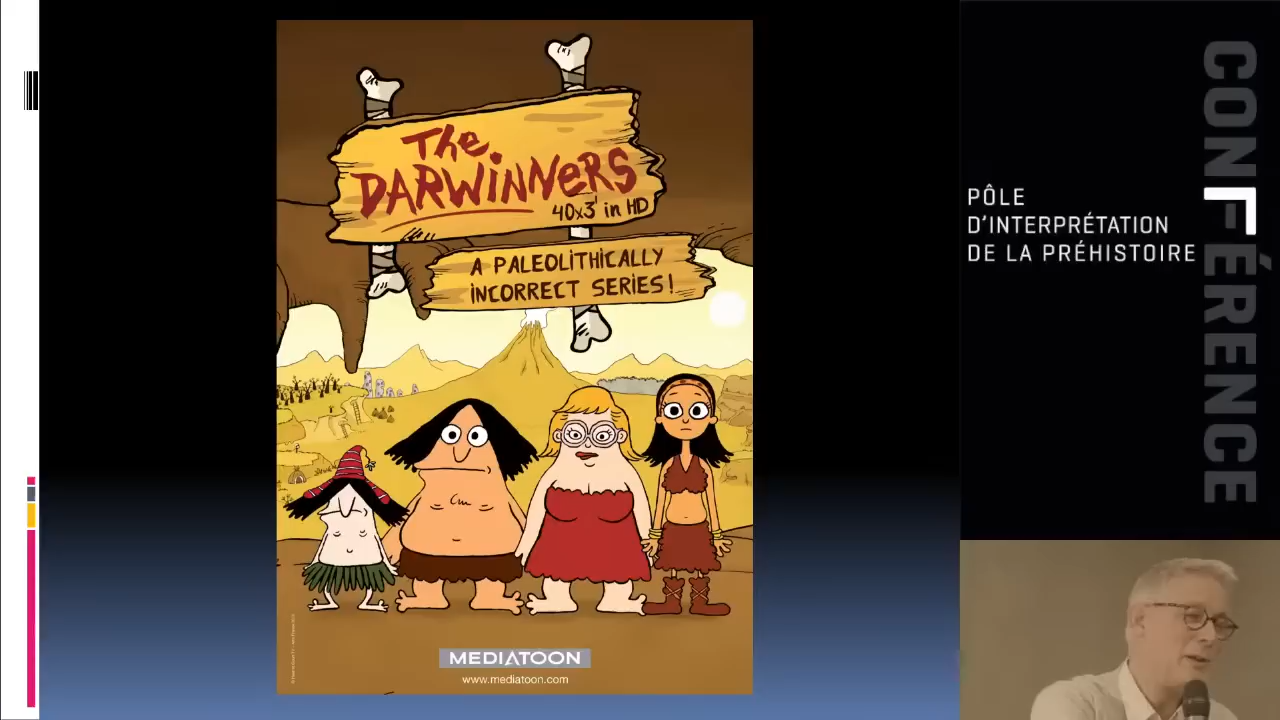 The
DARWINNERS
40x3' in HD
A PALEOLITHICALLY
INCORRECT SERIES!
MEDIATOON
www.mediatoon.com
PÔLE
D'INTERPRÉTATION
DE LA PRÉHISTOIRE
CONFÉRENCE